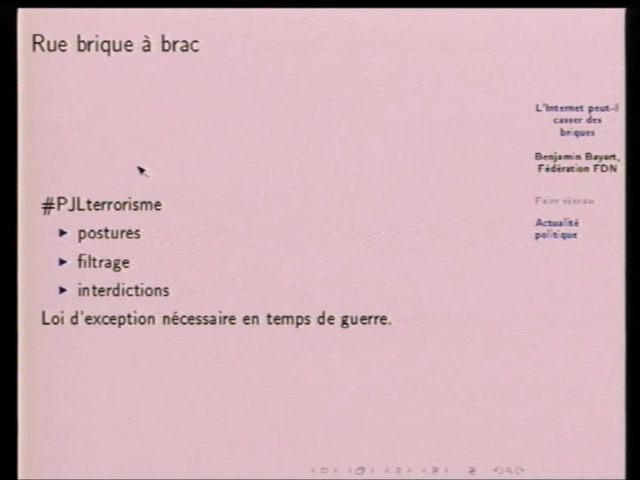 Rue brique à brac
L'Internet peut-il
casser des
briques
Benjamin Bayart,
Fédération FDN
Faire réseau
Actualité
politique
#PJLterrorisme
postures
filtrage
interdictions
Loi d'exception nécessaire en temps de guerre.